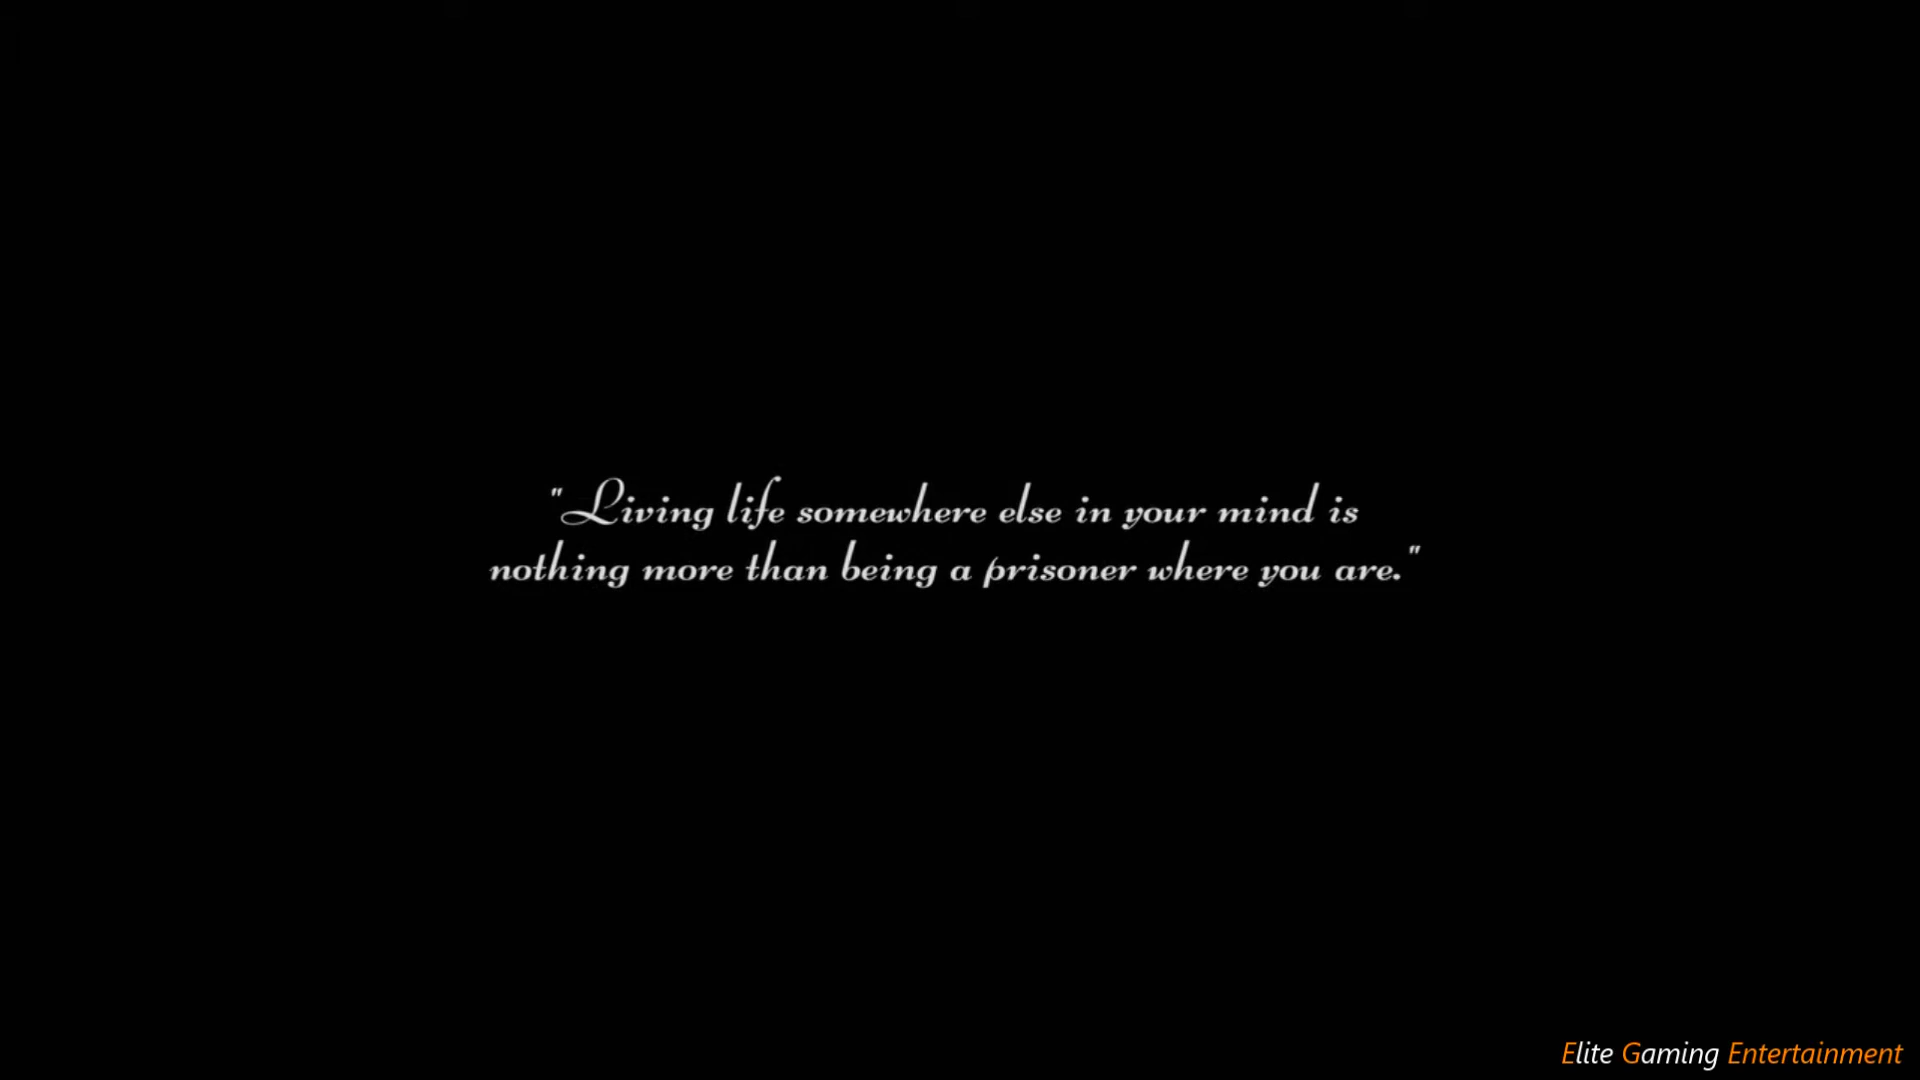 "Living life somewhere else in your mind is
nothing more than being a prisoner where you are."
Elite Gaming Entertainment